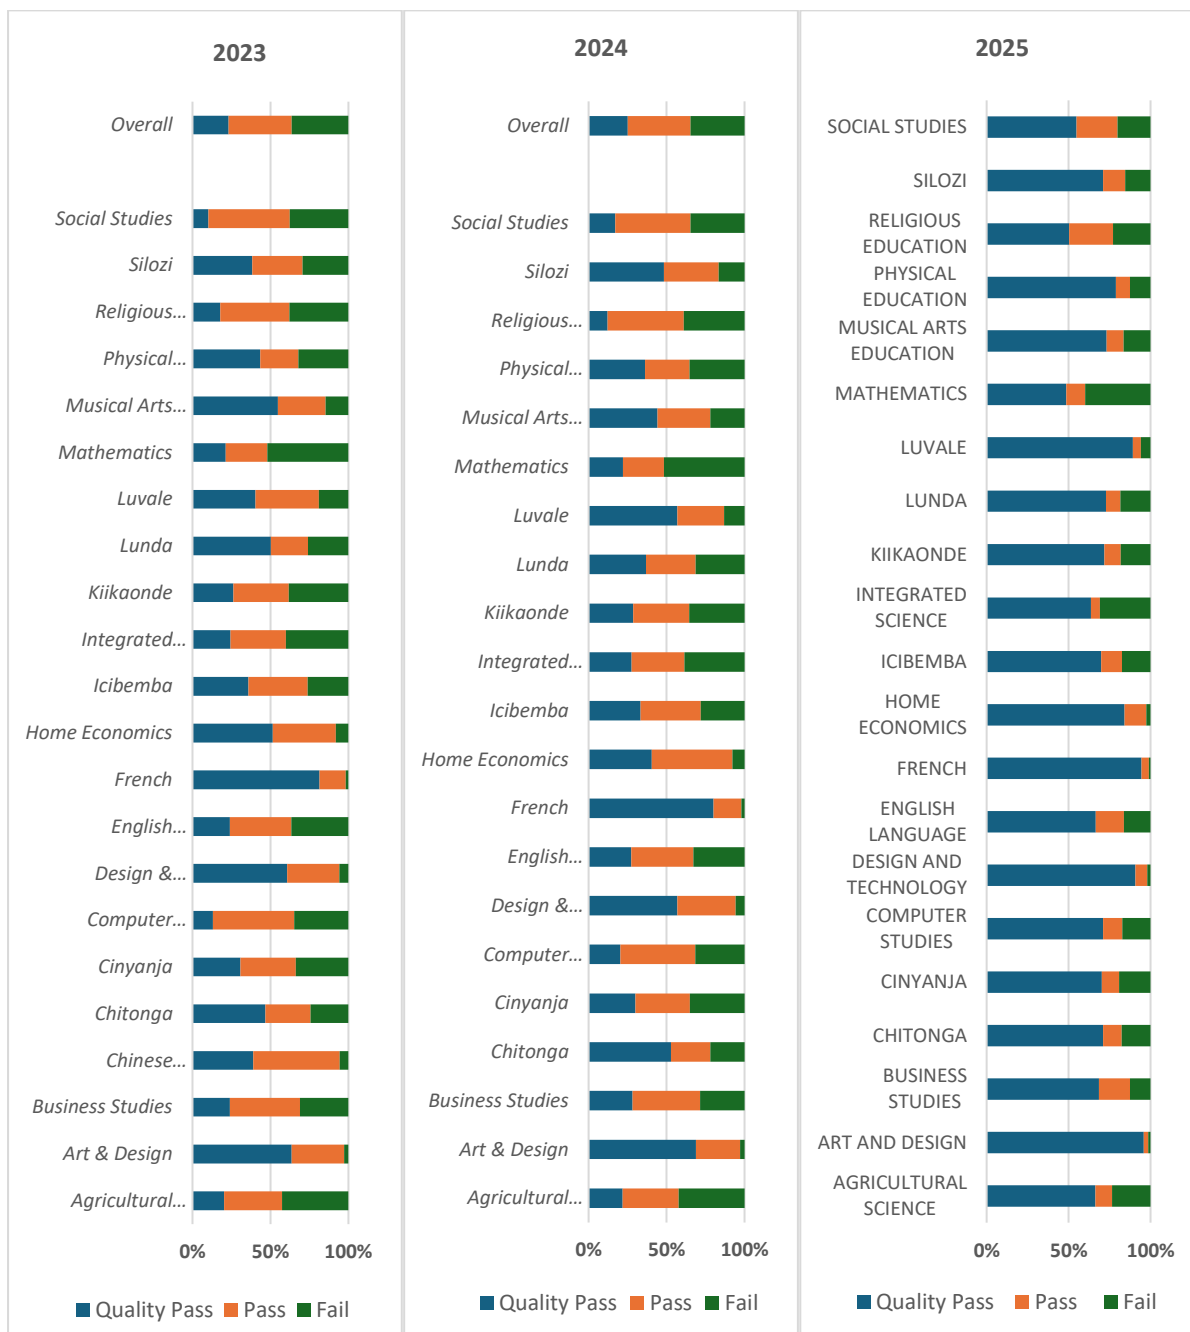 2023
Overall
Social Studies
Silozi
Religious...
Physical...
Musical Arts...
Mathematics
Luvale
Lunda
Kiikaonde
Integrated...
Icibemba
Home Economics
French
English...
Design &...
Computer...
Cinyanja
Chitonga
Chinese...
Business Studies
Art & Design
Agricultural...
0% 50% 100%
Quality Pass Pass Fail
2024
Overall
Social Studies
Silozi
Religious...
Physical...
Musical Arts...
Mathematics
Luvale
Lunda
Kiikaonde
Integrated...
Icibemba
Home Economics
French
English...
Design &...
Computer...
Cinyanja
Chitonga
Business Studies
Art & Design
Agricultural...
0% 50% 100%
Quality Pass Pass Fail
2025
SOCIAL STUDIES
SILOZI
RELIGIOUS
EDUCATION
PHYSICAL
EDUCATION
MUSICAL ARTS
EDUCATION
MATHEMATICS
LUVALE
LUNDA
KIIKAONDE
INTEGRATED
SCIENCE
ICIBEMBA
HOME
ECONOMICS
FRENCH
ENGLISH
LANGUAGE
DESIGN AND
TECHNOLOGY
COMPUTER
STUDIES
CINYANJA
CHITONGA
BUSINESS
STUDIES
ART AND DESIGN
AGRICULTURAL
SCIENCE
0% 50% 100%
Quality Pass Pass Fail